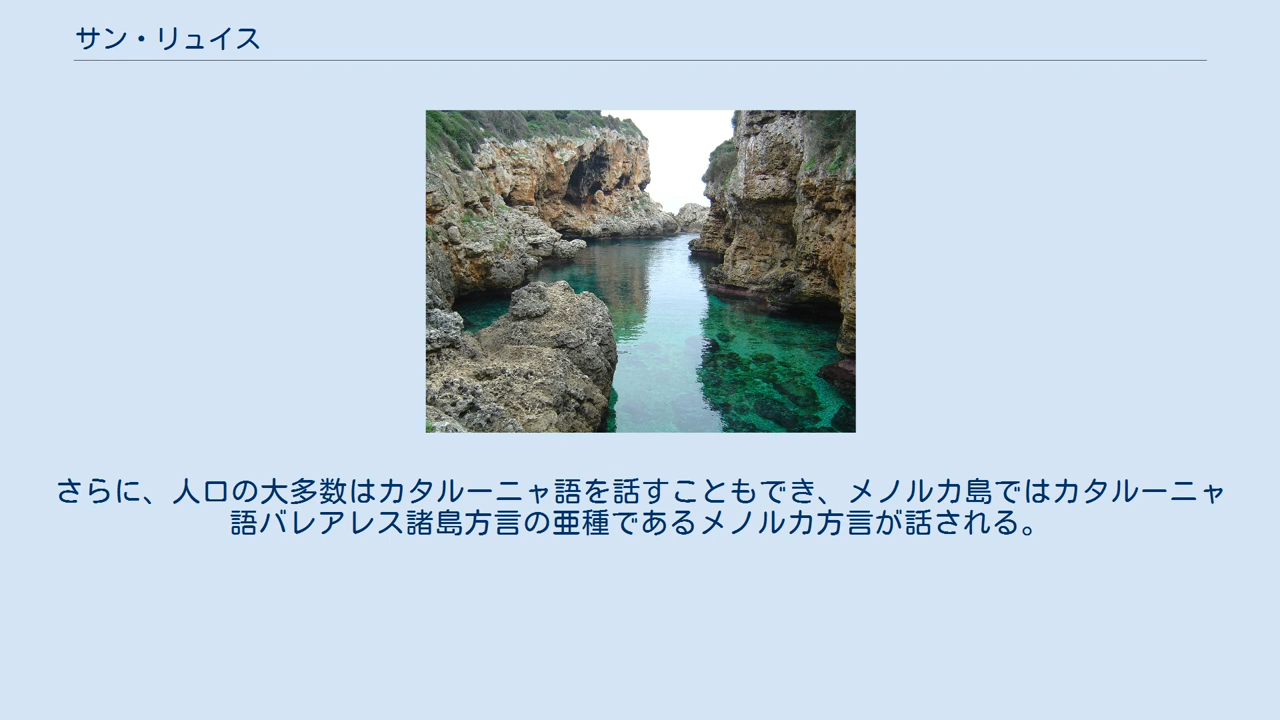 サン・リュイス
さらに、人口の大多数はカタルーニャ語を話すこともでき、メノルカ島ではカタルーニャ
語バレアレス諸島方言の亜種であるメノルカ方言が話される。